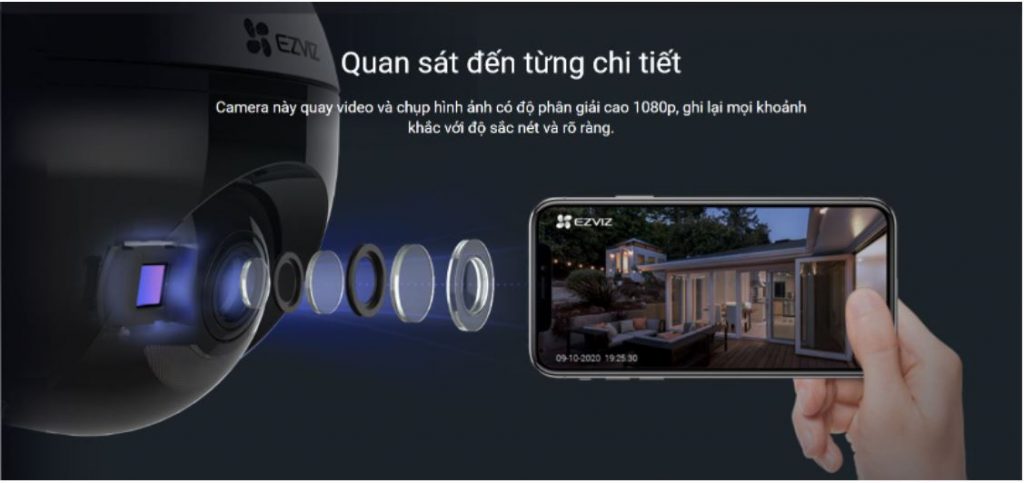 EZVIZ
Quan sát đến từng chi tiết
Camera này quay video và chụp hình ảnh có độ phân giải cao 1080p, ghi lại mọi khoảnh
khắc với độ sắc nét và rõ ràng.
EZVIZ
09-10-2020 19:25:30